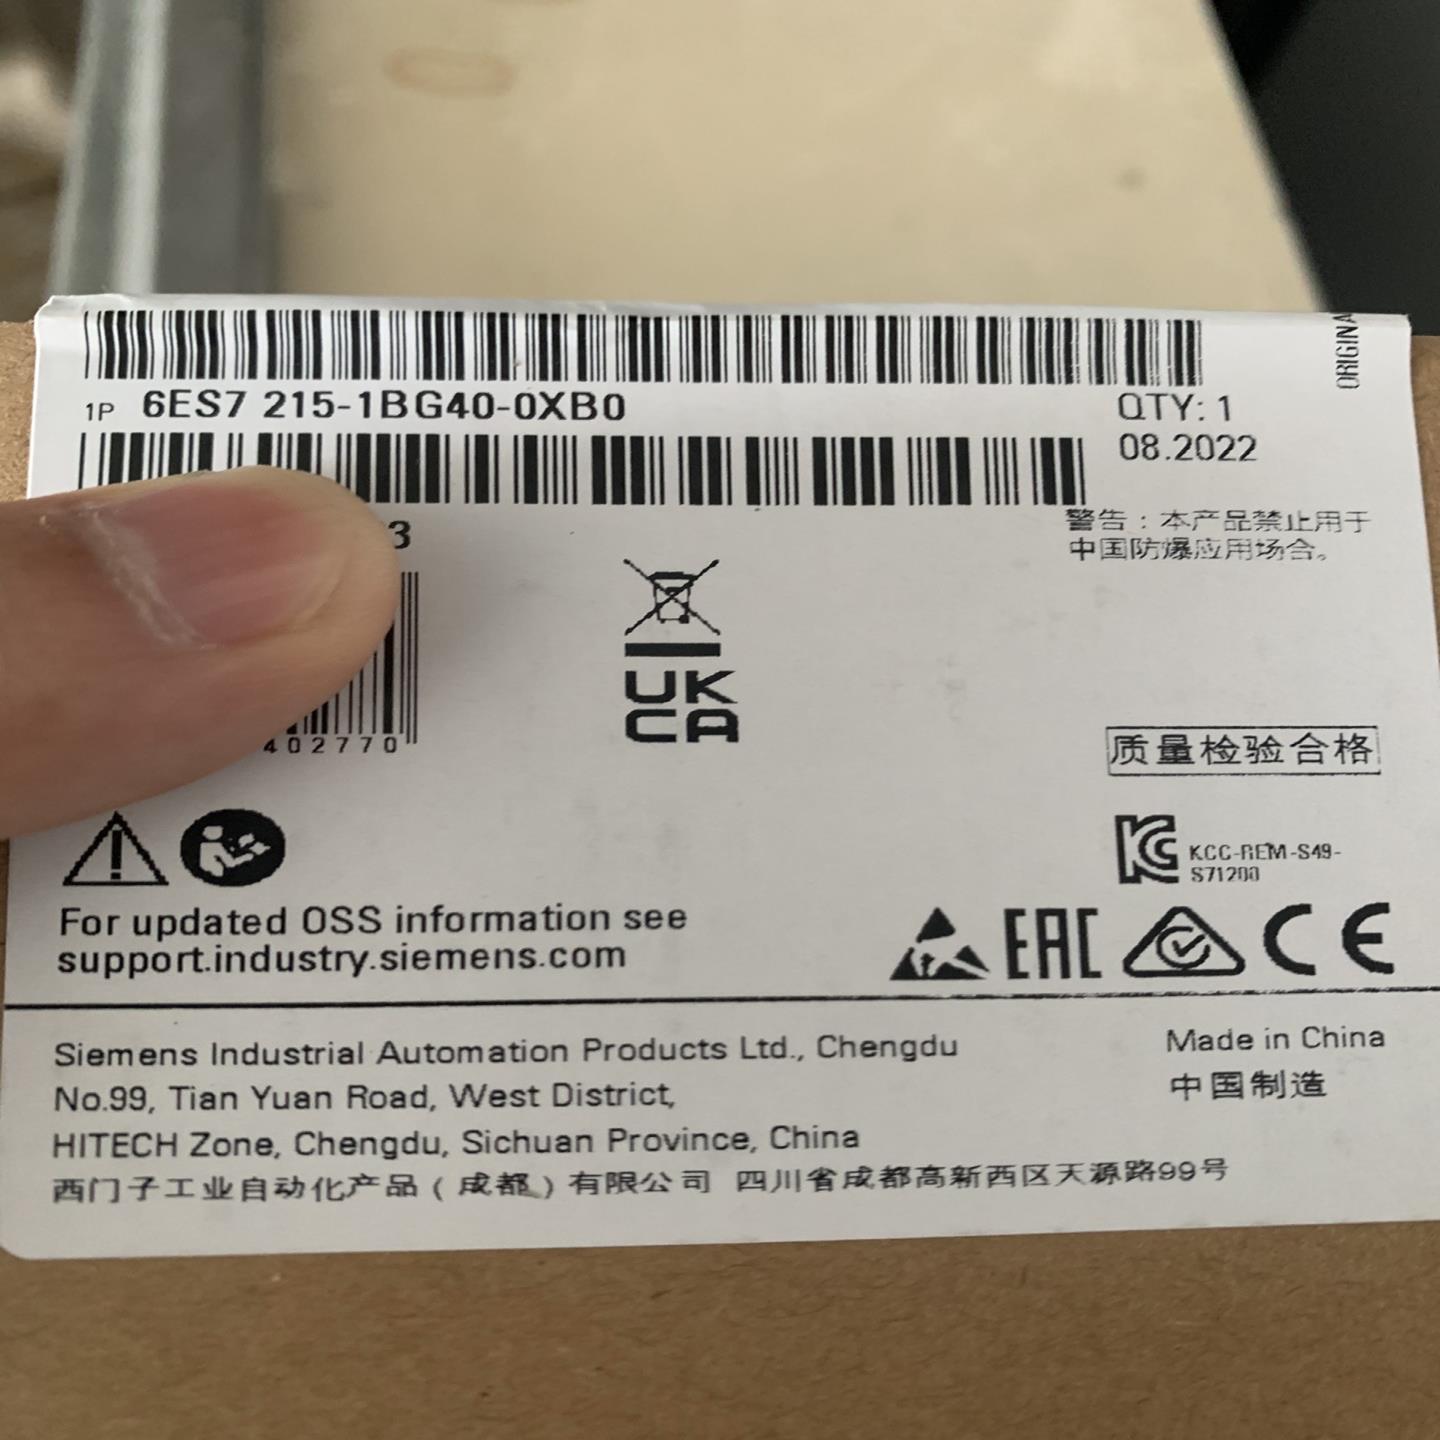 ORIGINA
1P 6ES7 215-1BG40-0XB0
QTY: 1
08.2022
3
警告：本产品禁止用于
中国防爆应用场合。
UK
CA
402770
质量检验合格
KCC-REM-S49-
S71200
For updated OSS information see
support.industry.siemens.com
EAC
CE
Siemens Industrial Automation Products Ltd., Chengdu
No.99, Tian Yuan Road, West District,
HITECH Zone, Chengdu, Sichuan Province, China
西门子工业自动化产品（成都）有限公司 四川省成都高新西区天源路99号
Made in China
中国制造